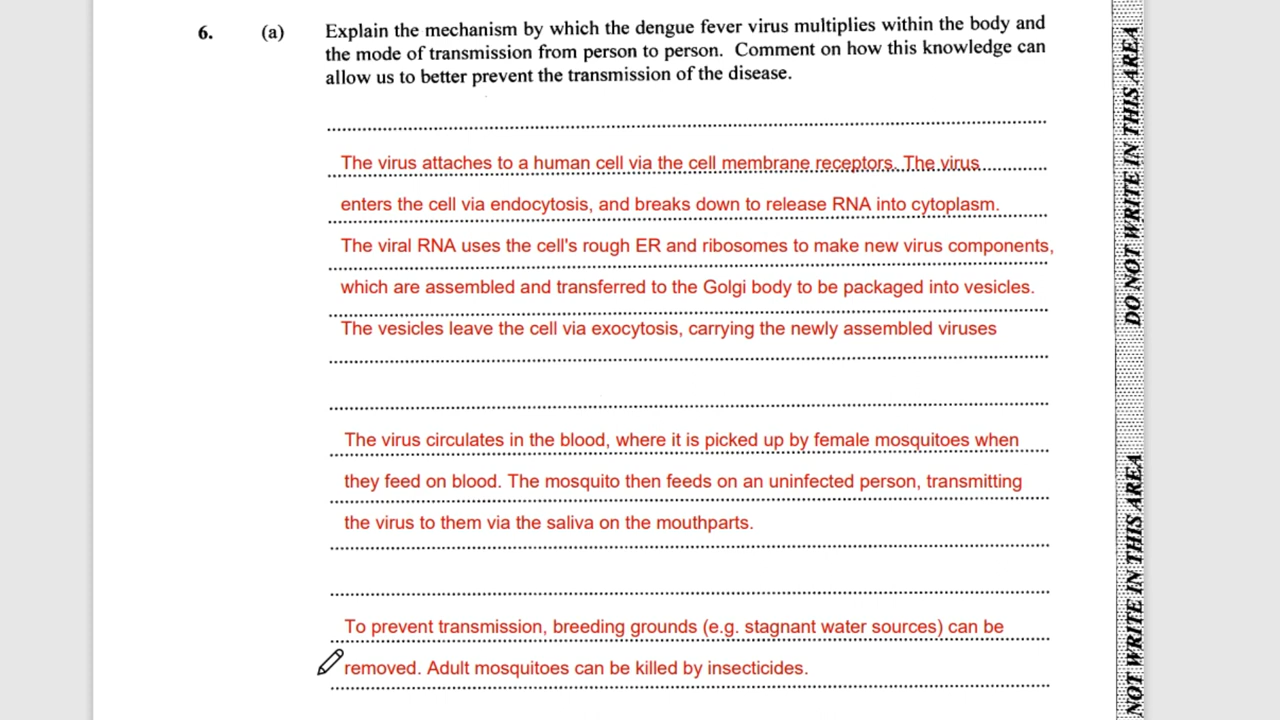 6. (a) Explain the mechanism by which the dengue fever virus multiplies within the body and
the mode of transmission from person to person. Comment on how this knowledge can
allow us to better prevent the transmission of the disease.
The virus attaches to a human cell via the cell membrane receptors. The virus
enters the cell via endocytosis, and breaks down to release RNA into cytoplasm.
The viral RNA uses the cell's rough ER and ribosomes to make new virus components,
which are assembled and transferred to the Golgi body to be packaged into vesicles.
The vesicles leave the cell via exocytosis, carrying the newly assembled viruses
The virus circulates in the blood, where it is picked up by female mosquitoes when
they feed on blood. The mosquito then feeds on an uninfected person, transmitting
the virus to them via the saliva on the mouthparts.
To prevent transmission, breeding grounds (e.g. stagnant water sources) can be
removed. Adult mosquitoes can be killed by insecticides.
DO NOT WRITE IN THIS AREA
NOT WRITE IN THIS AREA